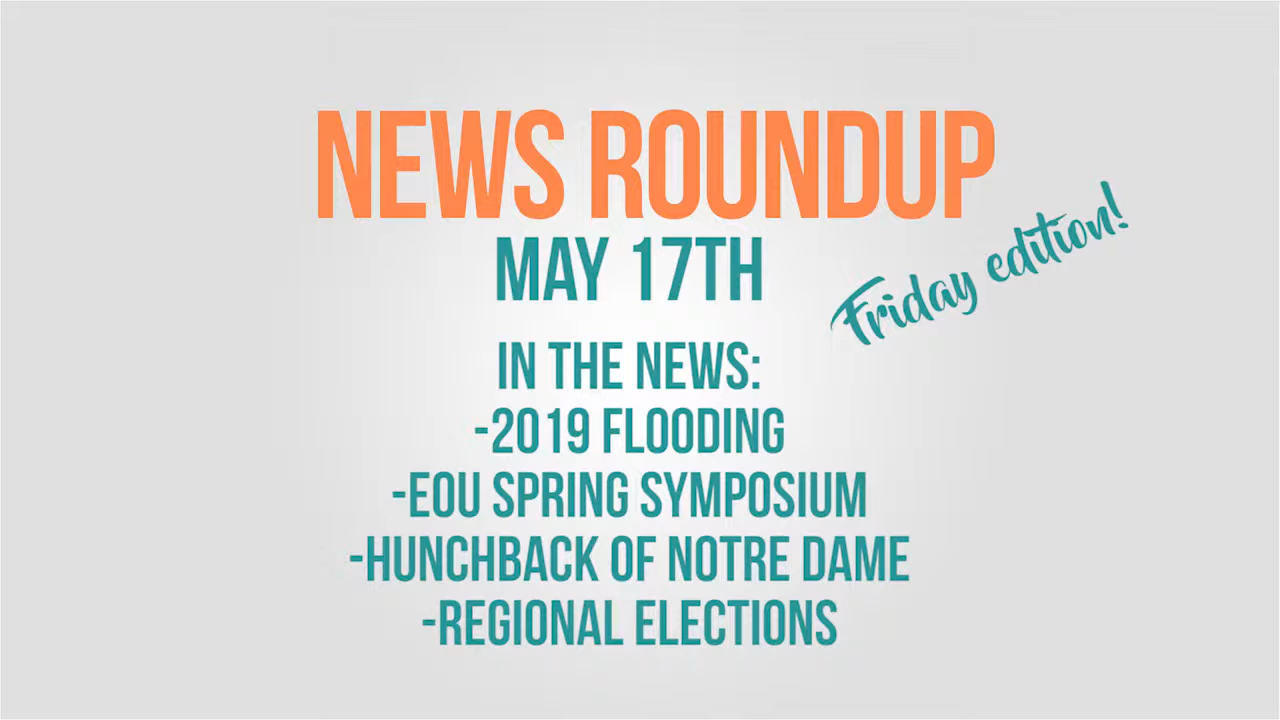 NEWS ROUNDUP
MAY 17TH
Friday edition!
IN THE NEWS:
-2019 FLOODING
-EOU SPRING SYMPOSIUM
-HUNCHBACK OF NOTRE DAME
-REGIONAL ELECTIONS